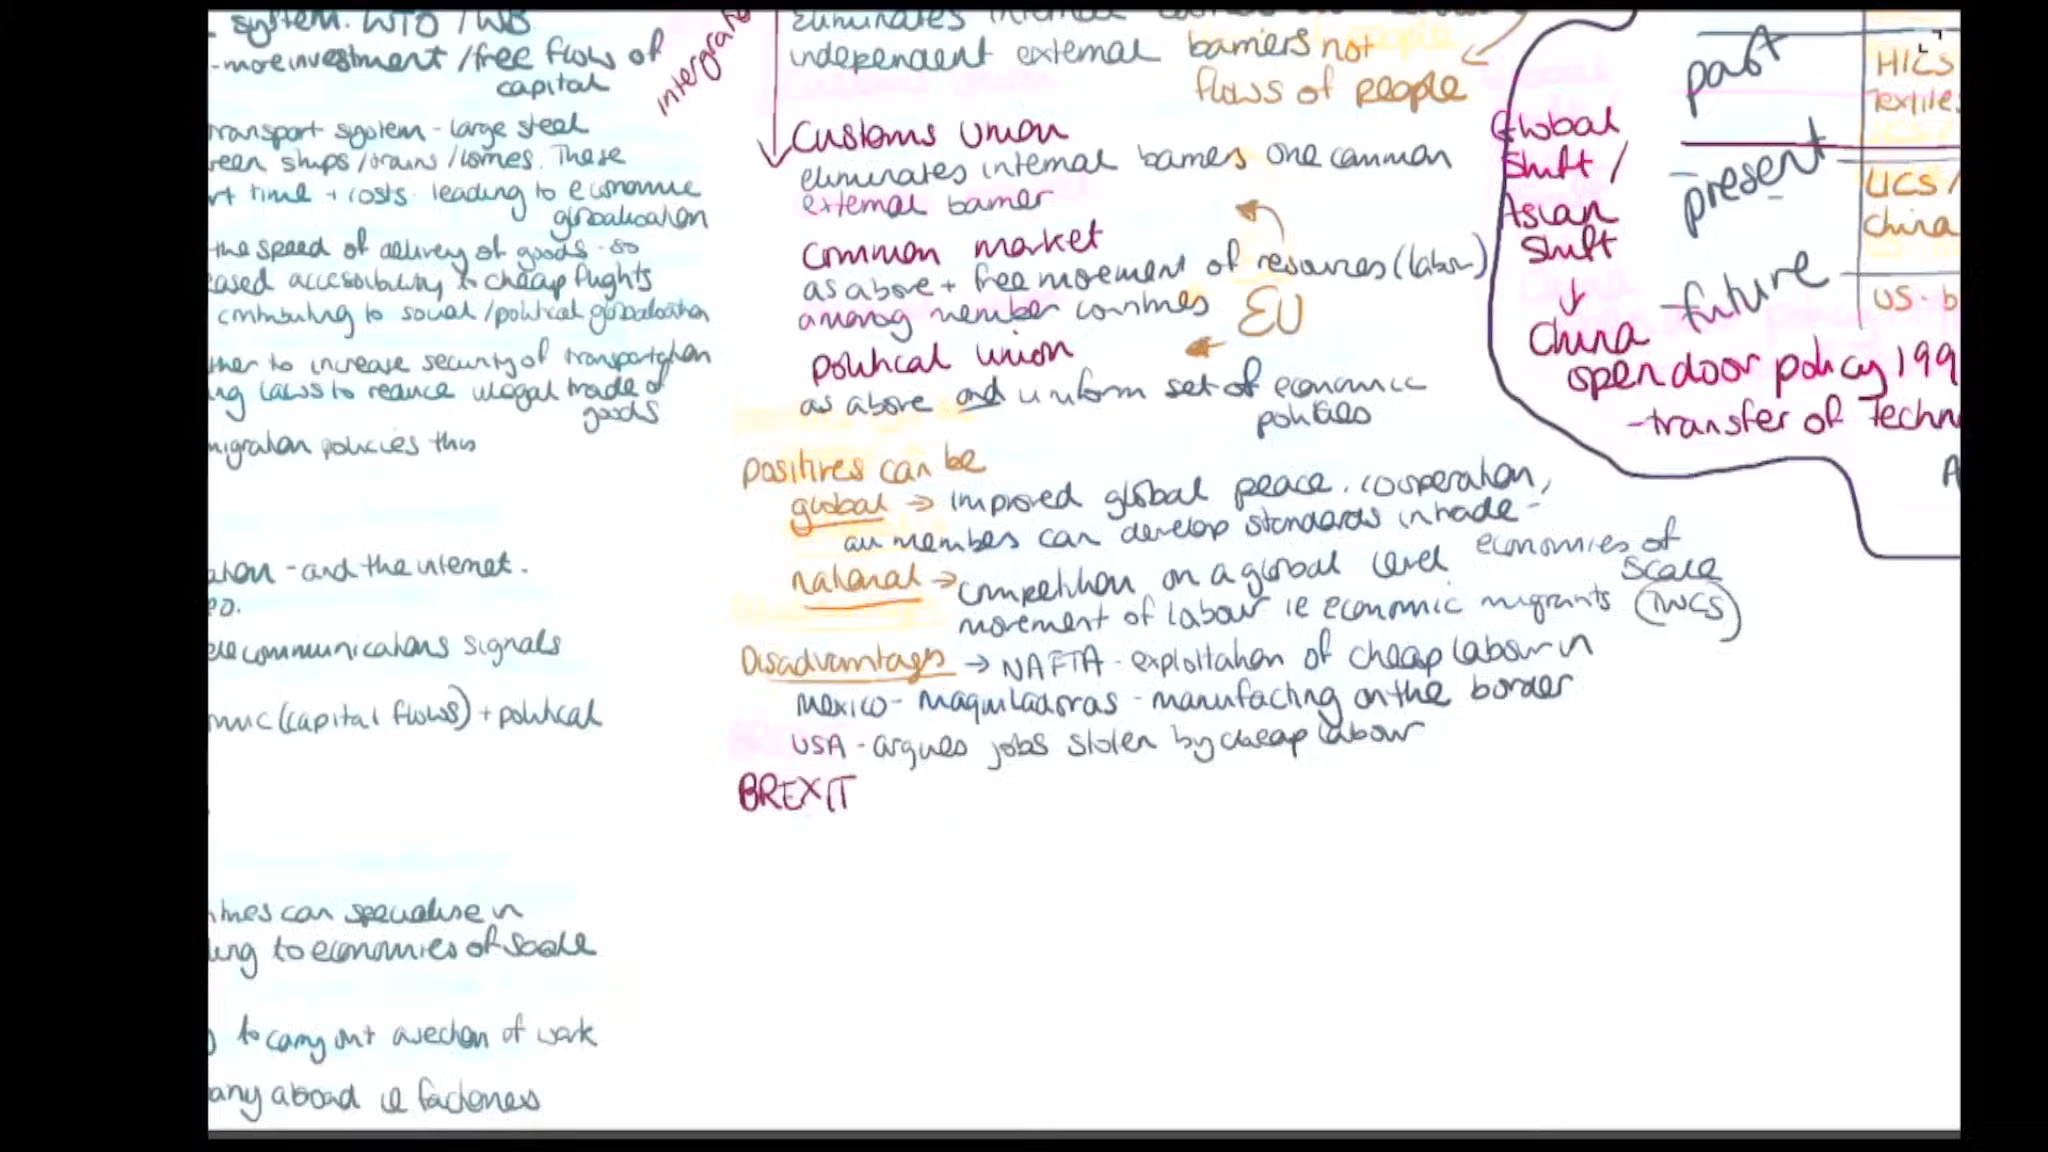 system. WTO / WB
- more investment / free flow of
capital
transport system - large steel
ships / trains / lorries. These
time + costs. leading to economic
globalisation
the speed of delivery of goods - so
accessibility to cheap flights
contributing to social / political globalisation
to increase security of transportation
laws to reduce illegal trade of
goods
migration policies this
- and the internet.
communications signals
(capital flows) + political
can specialise in
to economies of scale
to carry out a section of work
abroad ie factories
eliminates internal
independent external barriers not
flows of people
Customs Union
eliminates internal barriers one common
external barrier
Common market
as above + free movement of resources (labour)
among member countries
EU
political union
as above and uniform set of economic
policies
positives can be
global → improved global peace. cooperation,
all members can develop standards in trade -
national → competition on a global level economies of
scale
movement of labour ie economic migrants (TNCS)
Disadvantages → NAFTA - exploitation of cheap labour in
mexico - maquiladoras - manufacting on the border
USA - argues jobs stolen by cheap labour
BREXIT
past
HICS
Textiles
Global
Shift /
Asian
Shift
present
LICS /
China
future
US - b
↓
China
open door policy 199
- transfer of Techn
A